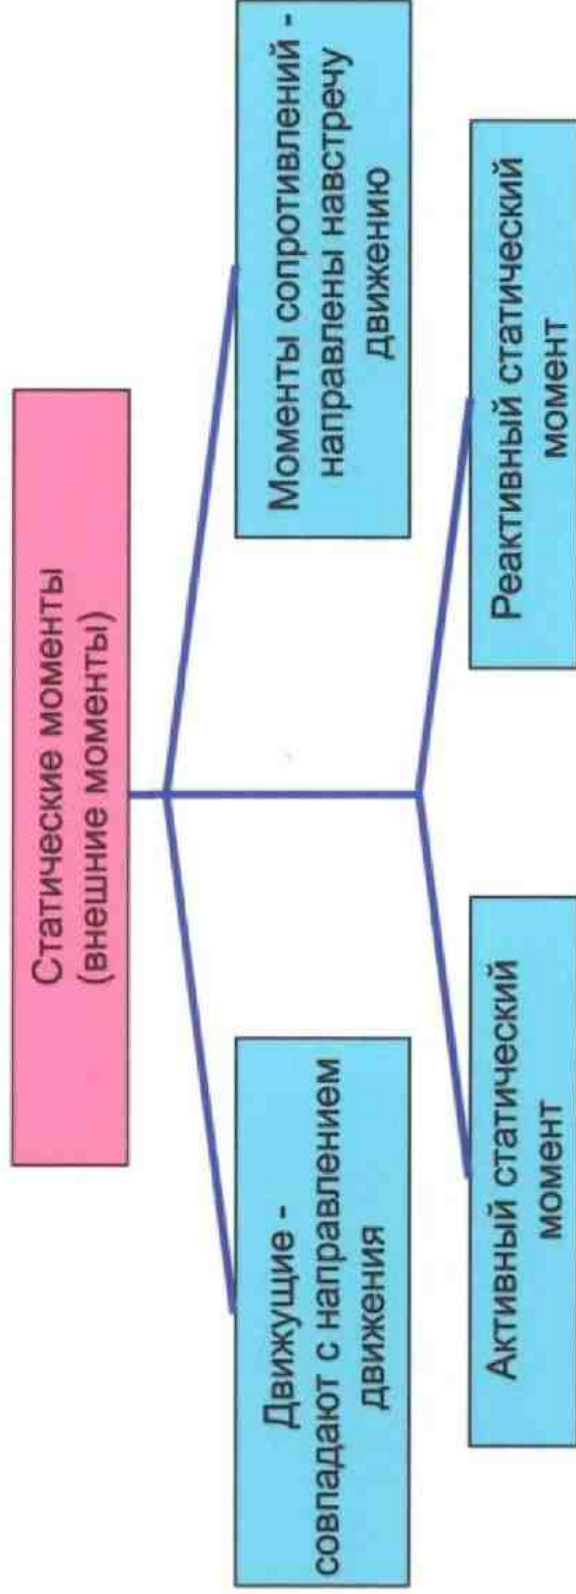 Статические моменты
(внешние моменты)
Движущие -
совпадают с направлением
движения
Моменты сопротивлений -
направлены навстречу
движению
Активный статический
момент
Реактивный статический
момент